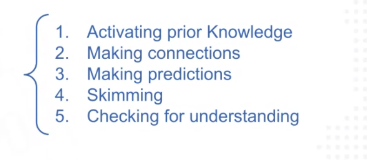 1. Activating prior Knowledge
2. Making connections
3. Making predictions
4. Skimming
5. Checking for understanding